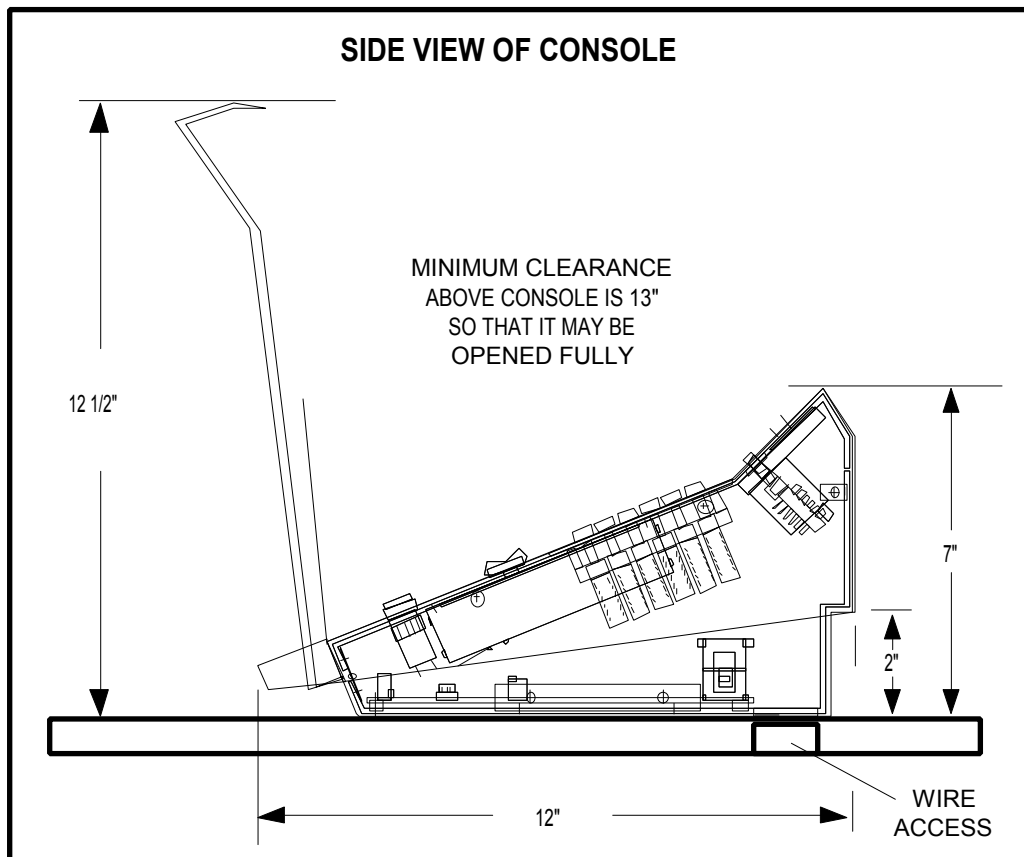 SIDE VIEW OF CONSOLE
MINIMUM CLEARANCE
ABOVE CONSOLE IS 13"
SO THAT IT MAY BE
OPENED FULLY
12 1/2"
7"
2"
12"
WIRE
ACCESS